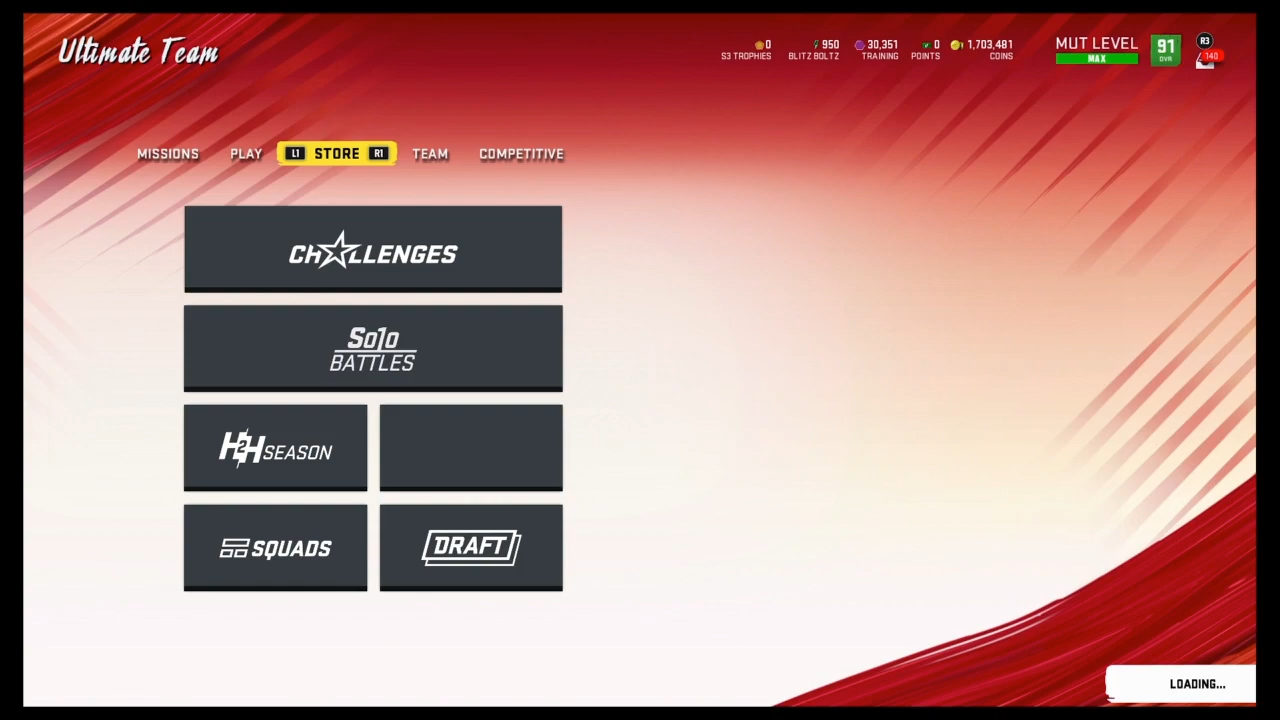 Ultimate Team
0
S3 TROPHIES
950
BLITZ BOLTZ
30,351
TRAINING
0
POINTS
1,703,481
COINS
MUT LEVEL
MAX
91
OVR
R3
140
MISSIONS
PLAY
L1 STORE R1
TEAM
COMPETITIVE
CHALLENGES
Solo
BATTLES
H2H SEASON
SQUADS
DRAFT
LOADING...